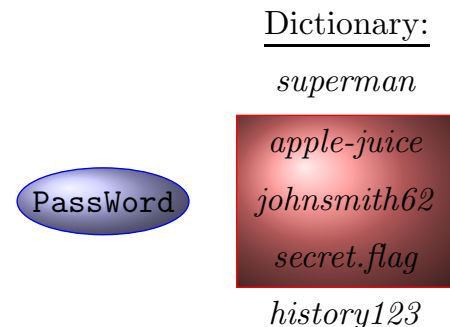 Dictionary:
superman
apple-juice
PassWord
johnsmith62
secret.flag
history123